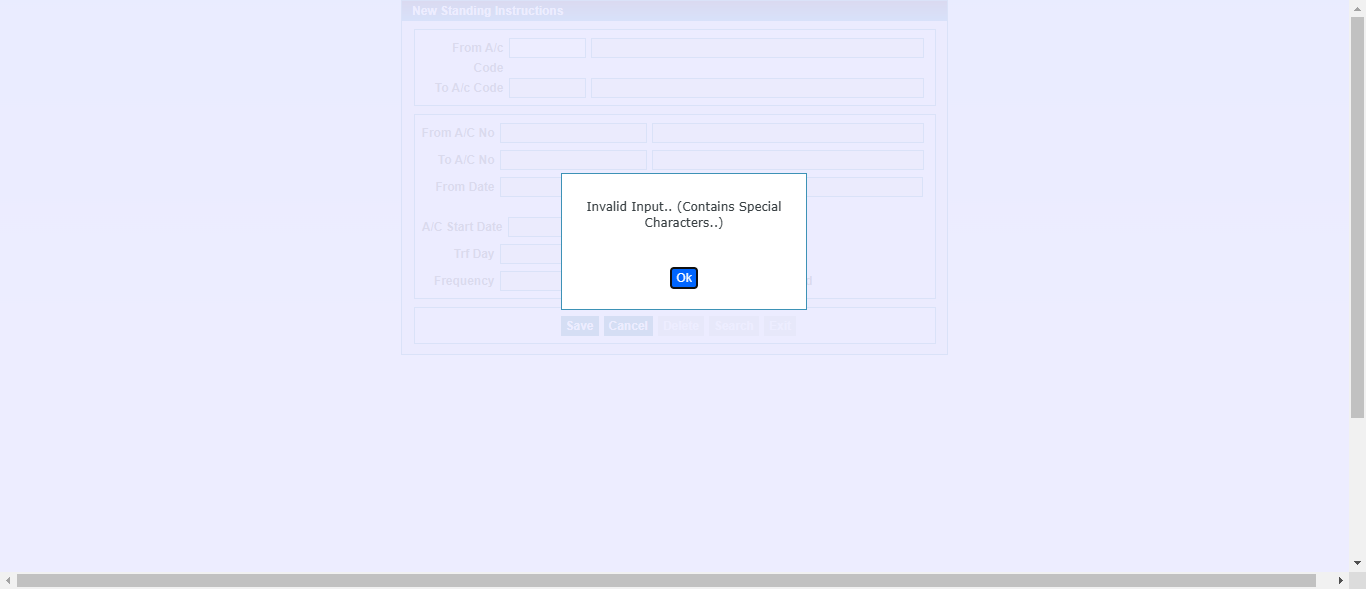 New Standing Instructions
From A/c
Code
To A/c Code
From A/C No
To A/C No
From Date
Invalid Input.. (Contains Special
Characters..)
A/C Start Date
Trf Day
Ok
Frequency
Save Cancel Delete Search Exit